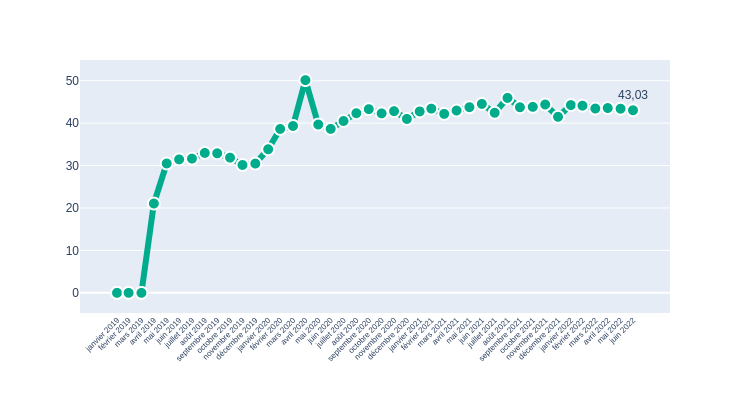 50
40
30
20
10
0
43,03
janvier 2019
février 2019
mars 2019
avril 2019
mai 2019
juin 2019
juillet 2019
août 2019
septembre 2019
octobre 2019
novembre 2019
décembre 2019
janvier 2020
février 2020
mars 2020
avril 2020
mai 2020
juin 2020
juillet 2020
août 2020
septembre 2020
octobre 2020
novembre 2020
décembre 2020
janvier 2021
février 2021
mars 2021
avril 2021
mai 2021
juin 2021
juillet 2021
août 2021
septembre 2021
octobre 2021
novembre 2021
décembre 2021
janvier 2022
février 2022
mars 2022
avril 2022
mai 2022
juin 2022